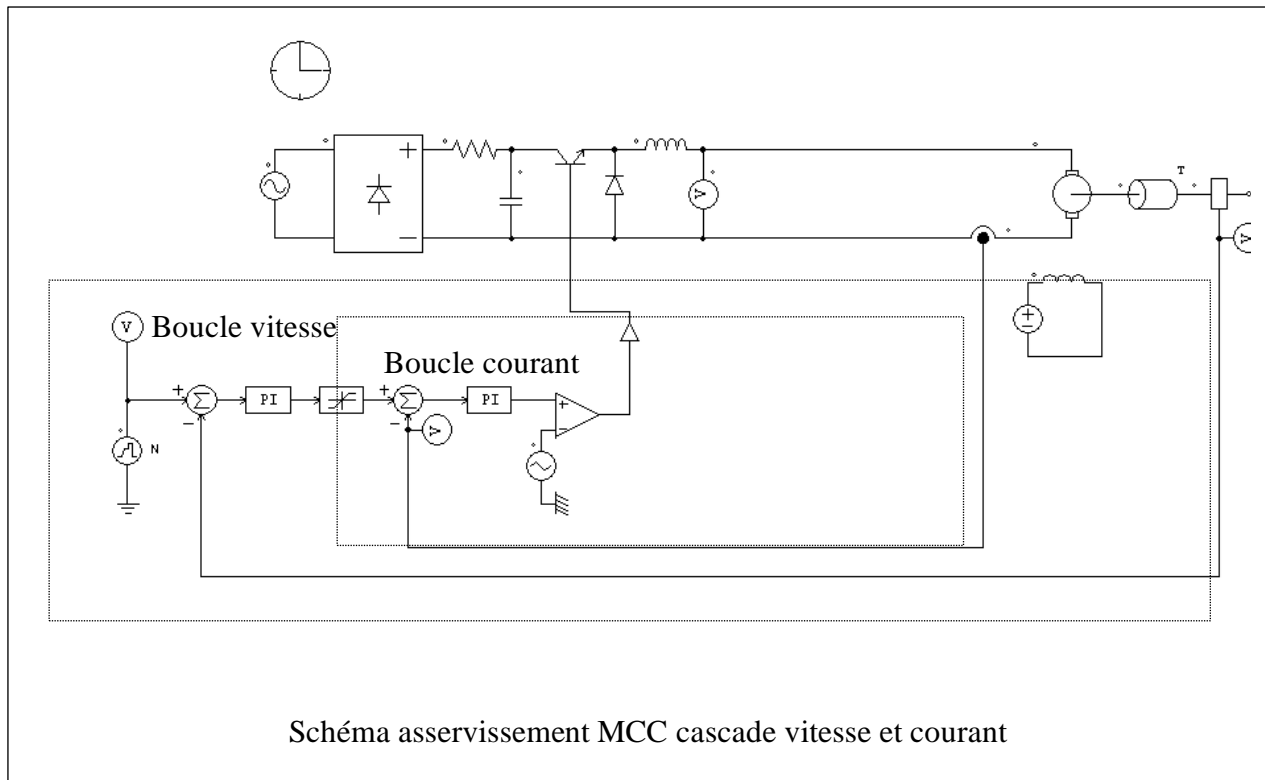 T
V
V
V Boucle vitesse
Boucle courant
+
−
PI
+
−
PI
+
−
N
Schéma asservissement MCC cascade vitesse et courant